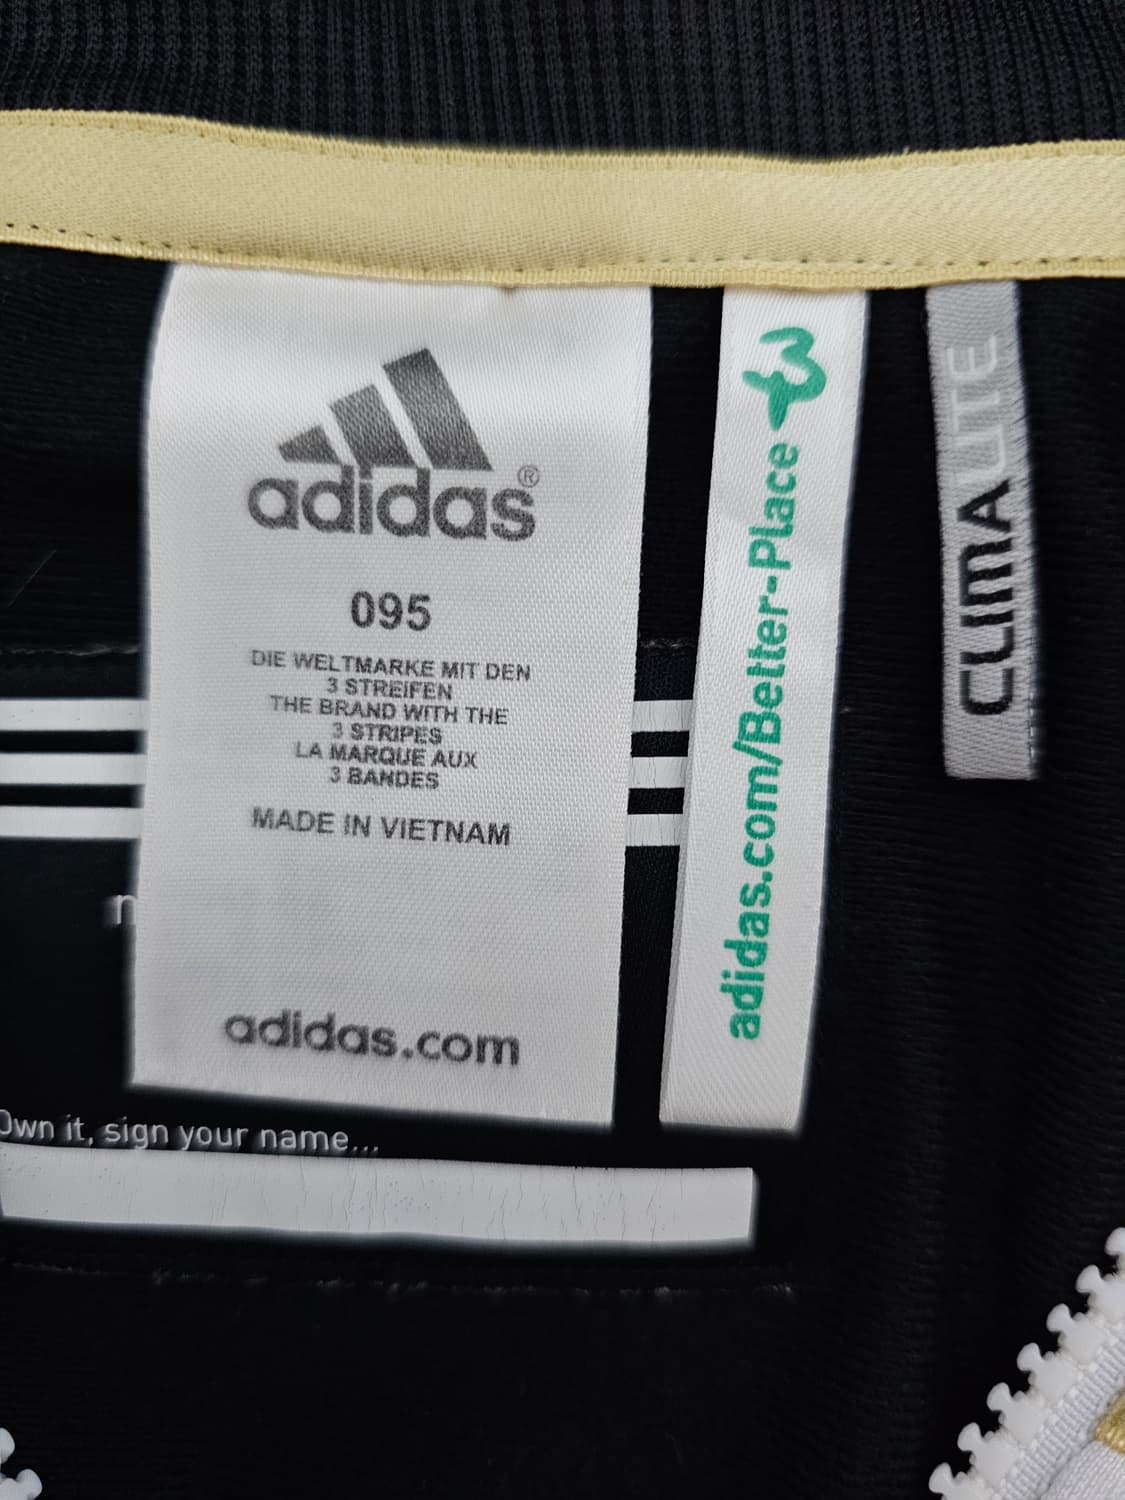 adidas®
095
DIE WELTMARKE MIT DEN
3 STREIFEN
THE BRAND WITH THE
3 STRIPES
LA MARQUE AUX
3 BANDES
MADE IN VIETNAM
adidas.com
adidas.com/Better-Place
CLIMALITE
Own it, sign your name...